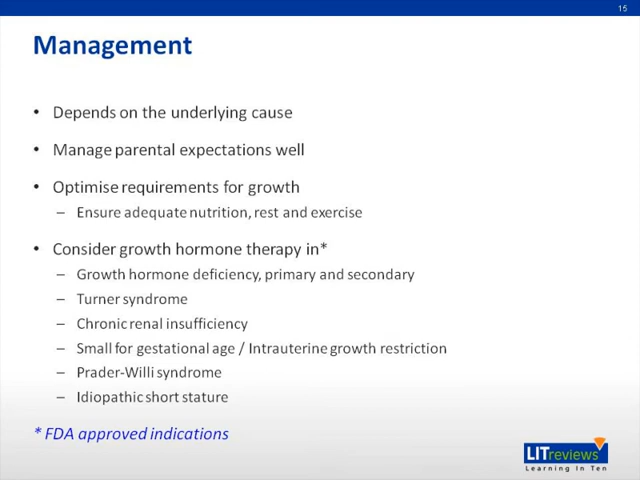 15
Management
• Depends on the underlying cause
• Manage parental expectations well
• Optimise requirements for growth
– Ensure adequate nutrition, rest and exercise
• Consider growth hormone therapy in*
– Growth hormone deficiency, primary and secondary
– Turner syndrome
– Chronic renal insufficiency
– Small for gestational age / Intrauterine growth restriction
– Prader-Willi syndrome
– Idiopathic short stature
* FDA approved indications
LITreviews
Learning In Ten